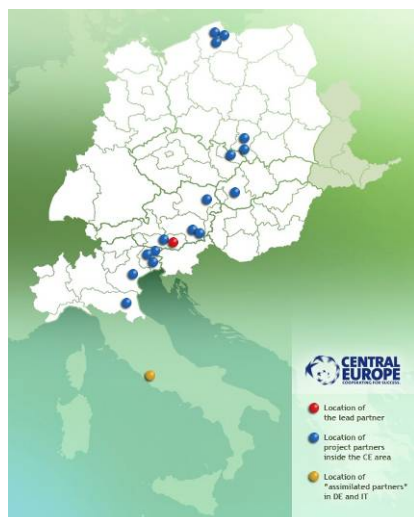 CENTRAL
EUROPE
COOPERATING FOR SUCCESS.
Location of
the lead partner
Location of
project partners
inside the CE area
Location of
"assimilated partners"
in DE and IT